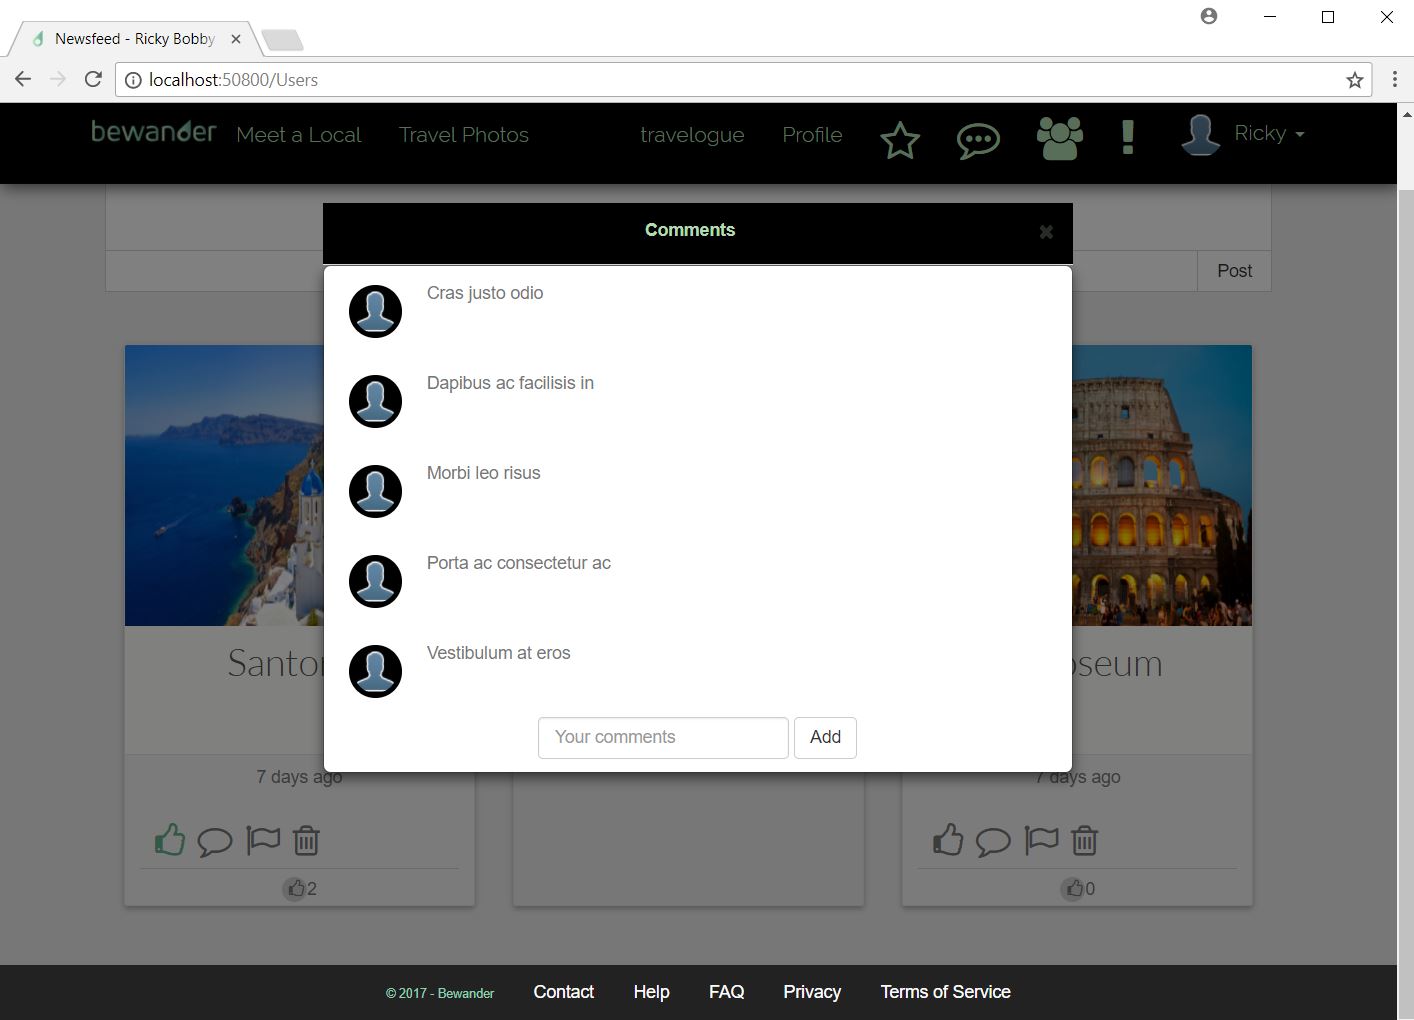 Newsfeed - Ricky Bobby
localhost:50800/Users
bewander Meet a Local Travel Photos travelogue Profile Ricky
Comments
Post
Cras justo odio
Dapibus ac facilisis in
Morbi leo risus
Porta ac consectetur ac
Vestibulum at eros
Your comments Add
Santor
oseum
7 days ago
7 days ago
2
0
© 2017 - Bewander Contact Help FAQ Privacy Terms of Service